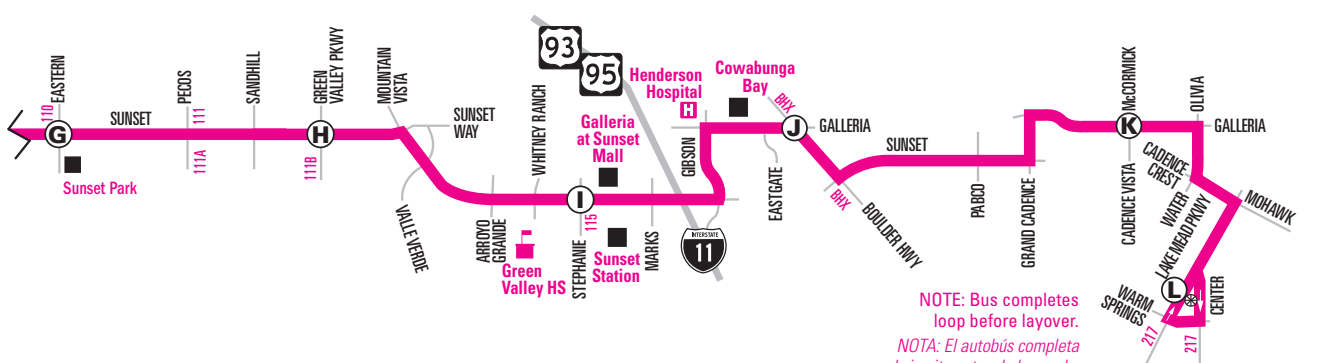 93
95
110
EASTERN
G
SUNSET
Sunset Park
PECOS
111
111A
SANDHILL
GREEN
VALLEY PKWY
H
111B
MOUNTAIN
VISTA
SUNSET
WAY
VALLE VERDE
ARROYO
GRANDE
WHITNEY RANCH
Green
Valley HS
I
STEPHANIE
115
Galleria
at Sunset
Mall
Sunset
Station
MARKS
INTERSTATE
11
Henderson
Hospital
H
GIBSON
Cowabunga
Bay
EASTGATE
BHX
J
GALLERIA
BHX
BOULDER HWY
SUNSET
PABCO
GRAND CADENCE
McCORMICK
K
CADENCE VISTA
OLIVIA
GALLERIA
CADENCE
CREST
WATER
LAKE MEAD PKWY
MOHAWK
L
WARM
SPRINGS
CENTER
217
217
NOTE: Bus completes
loop before layover.
NOTA: El autobús completa